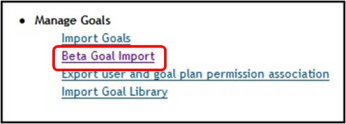 • Manage Goals
Import Goals
Beta Goal Import
Export user and goal plan permission association
Import Goal Library